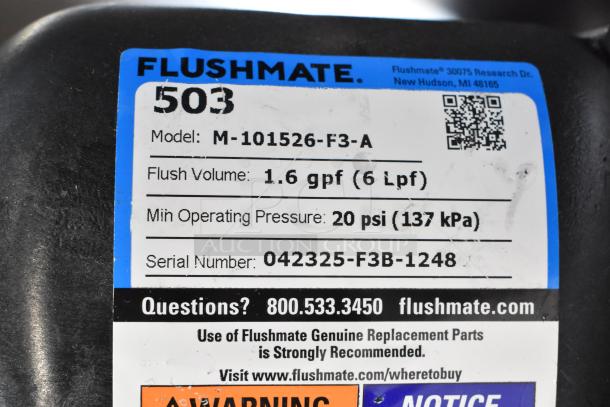 FLUSHMATE.
Flushmate® 30075 Research Dr.
New Hudson, MI 48165
503
Model: M-101526-F3-A
Flush Volume: 1.6 gpf (6 Lpf)
Min Operating Pressure: 20 psi (137 kPa)
AUCTION GROUP
Serial Number: 042325-F3B-1248
Questions? 800.533.3450 flushmate.com
Use of Flushmate Genuine Replacement Parts
is Strongly Recommended.
Visit www.flushmate.com/wheretobuy
WARNING
NOTICE